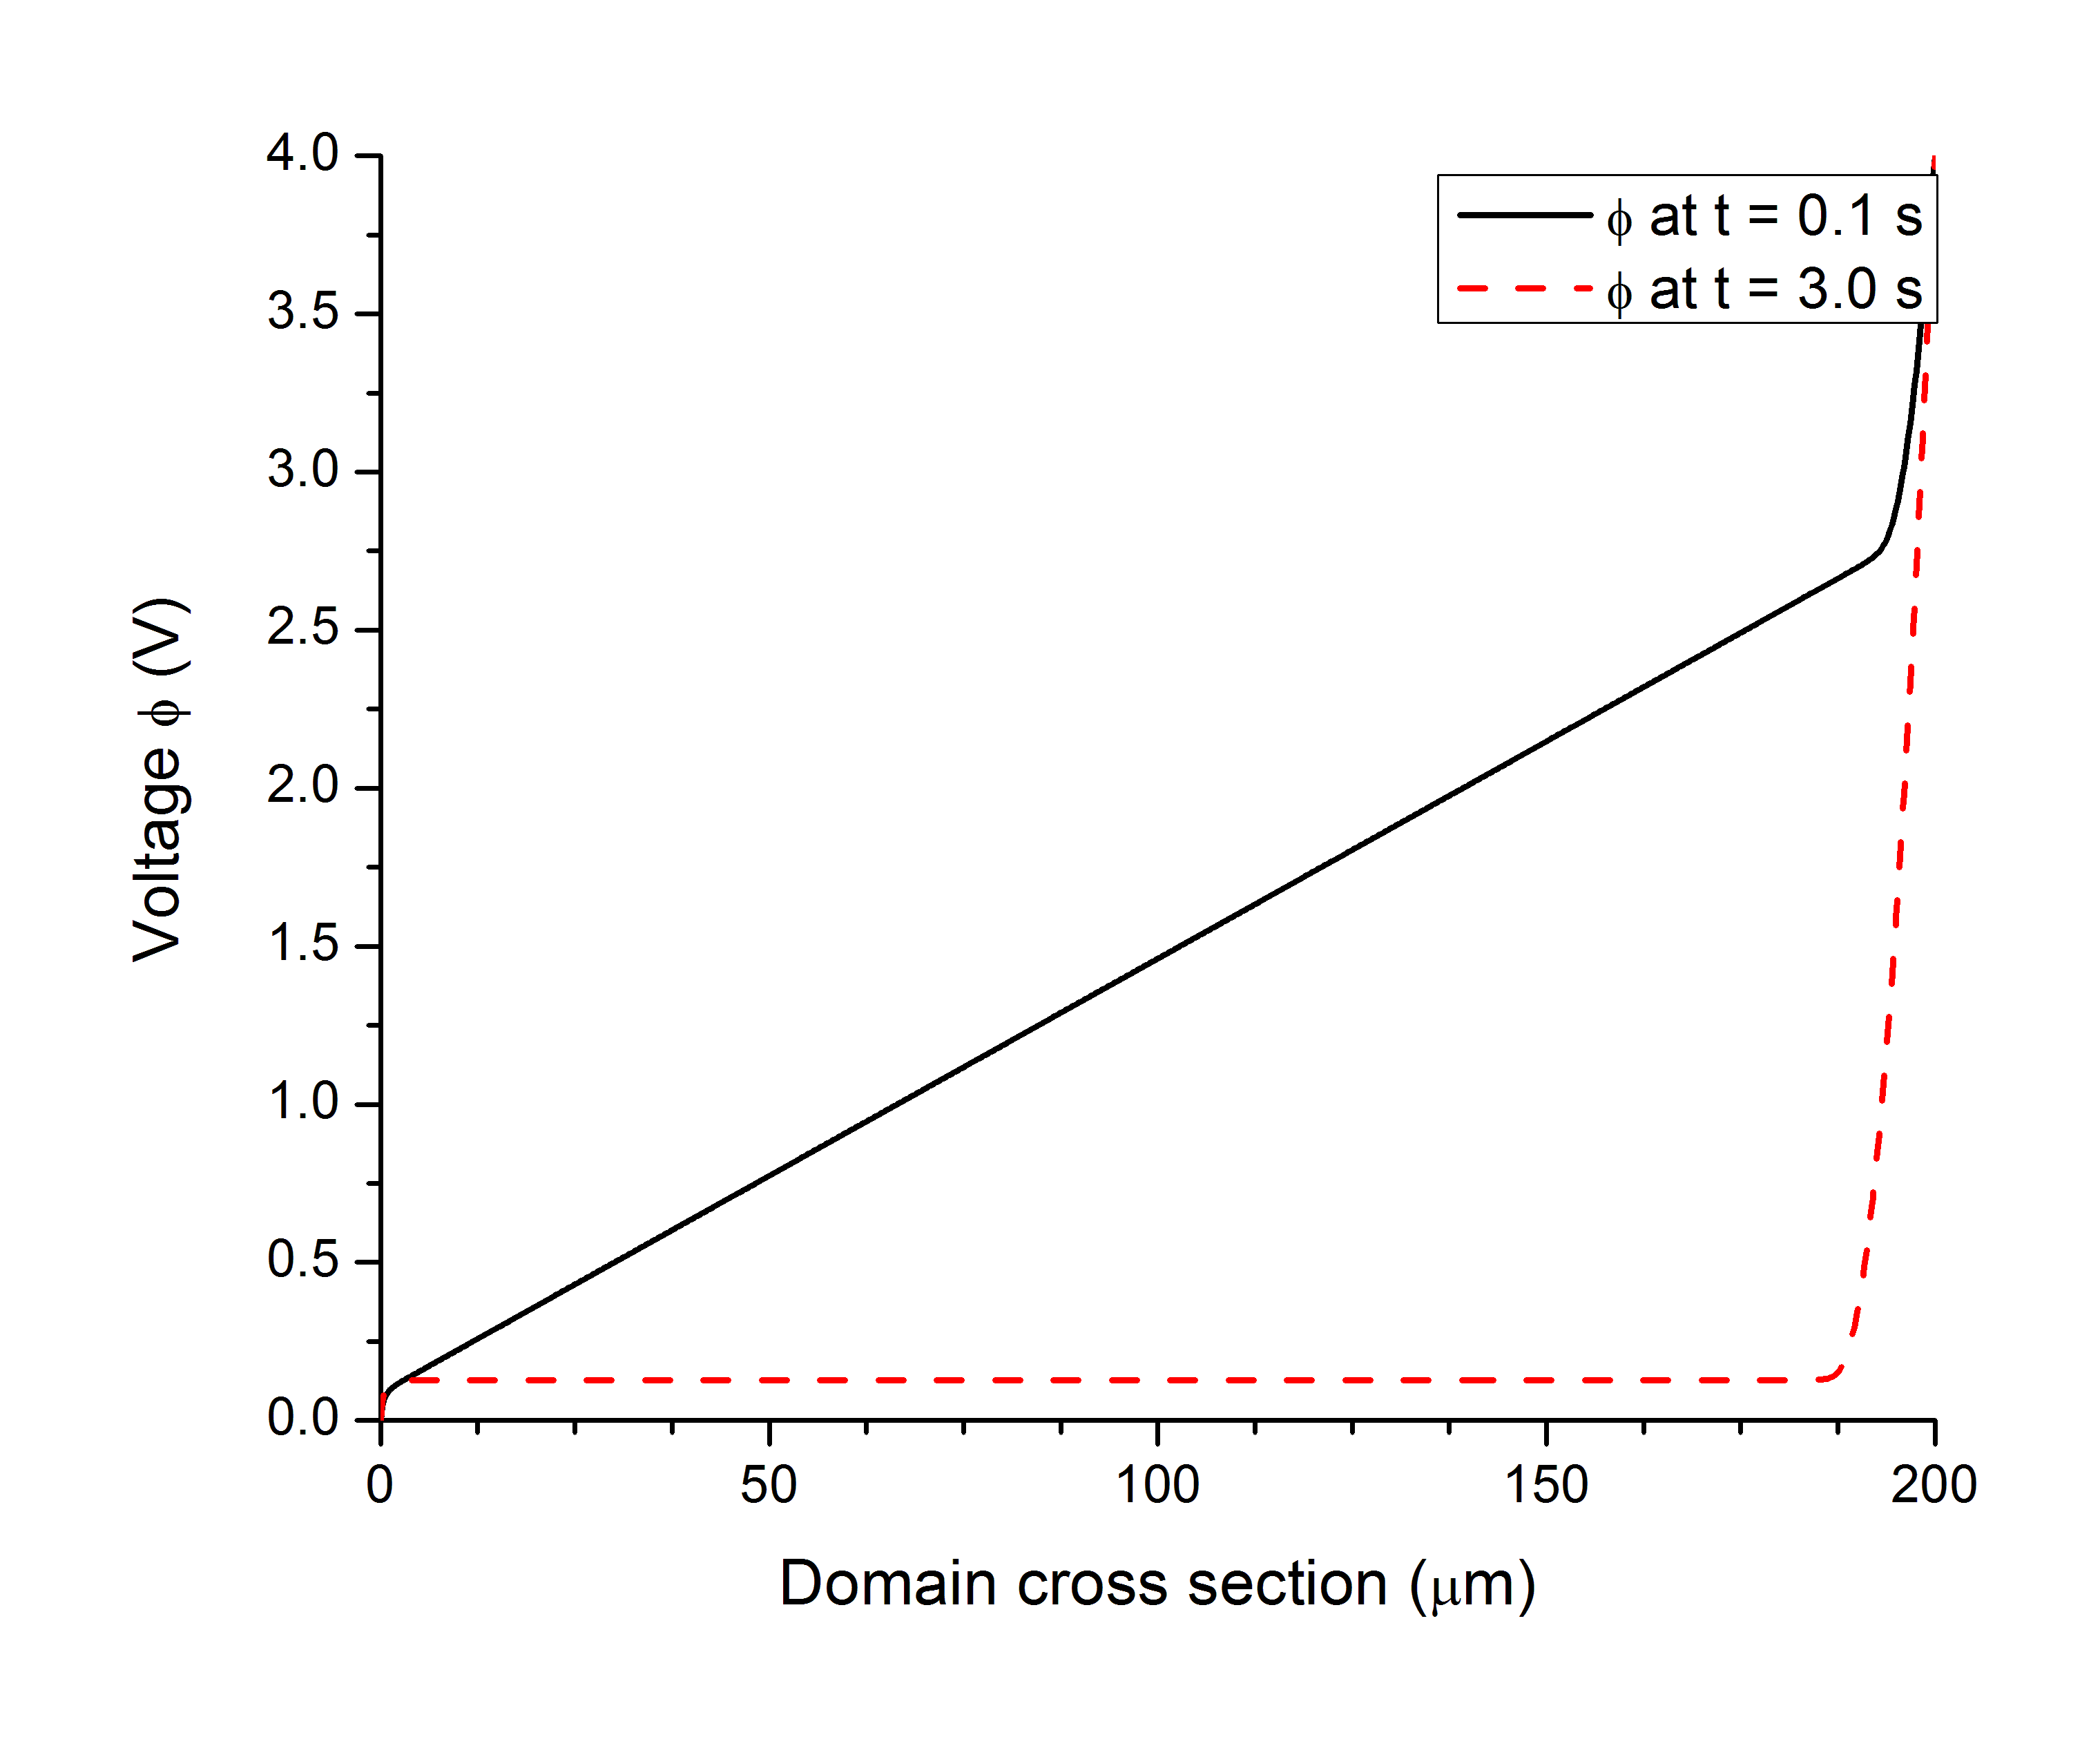 4.0
3.5
3.0
2.5
2.0
1.5
1.0
0.5
0.0
Voltage ϕ (V)
ϕ at t = 0.1 s
ϕ at t = 3.0 s
0 50 100 150 200
Domain cross section (μm)